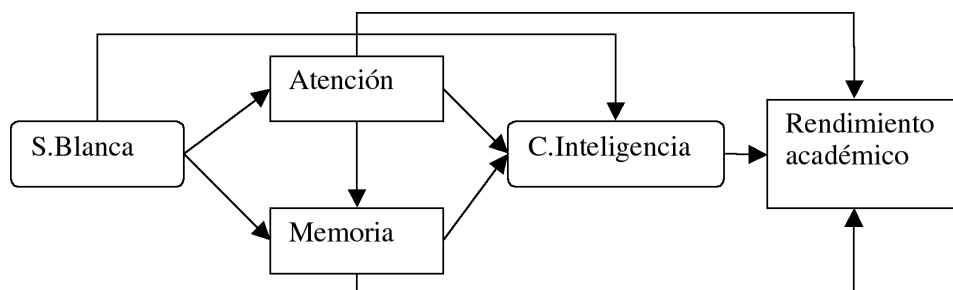 Atención
S.Blanca
C.Inteligencia
Rendimiento
académico
Memoria